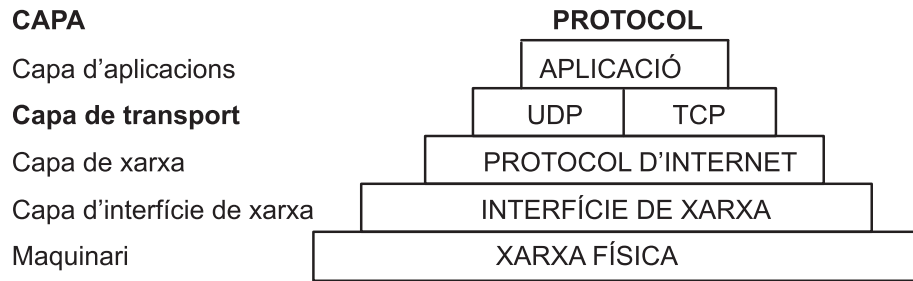 CAPA PROTOCOL
Capa d’aplicacions APLICACIÓ
Capa de transport UDP TCP
Capa de xarxa PROTOCOL D’INTERNET
Capa d’interfície de xarxa INTERFÍCIE DE XARXA
Maquinari XARXA FÍSICA